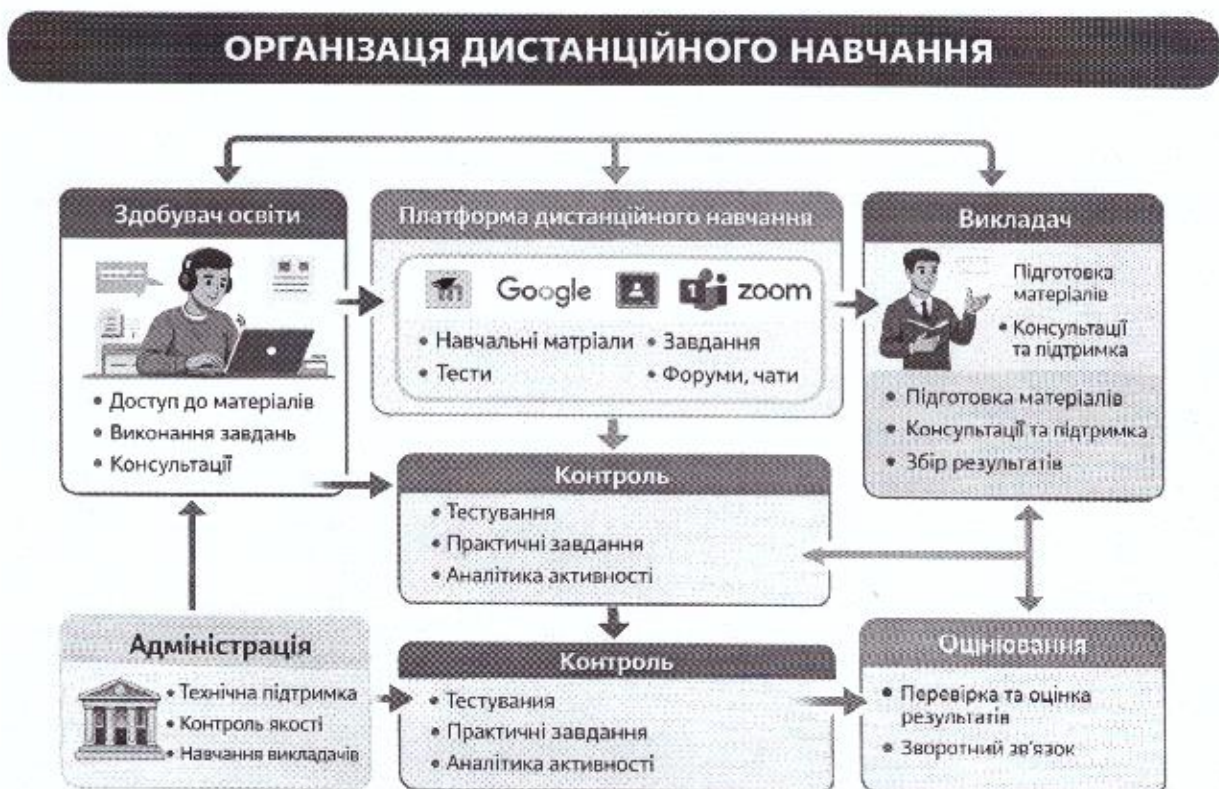 ОРГАНІЗАЦЯ ДИСТАНЦІЙНОГО НАВЧАННЯ
Здобувач освіти
• Доступ до матеріалів
• Виконання завдань
• Консультації
Платформа дистанційного навчання
Google
zoom
• Навчальні матріали • Завдання
• Тести • Форуми, чати
Викладач
Підготовка
матеріалів
• Консультації
та підтримка
• Підготовка матеріалів
• Консультації та підтримка
• Збір результатів
Контроль
• Тестування
• Практичні завдання
• Аналітика активності
Адміністрація
• Технічна підтримка
• Контроль якості
• Навчання викладачів
Контроль
• Тестування
• Практичні завдання
• Аналітика активності
Оцінювання
• Перевірка та оцінка
результатів
• Зворотний зв'язок